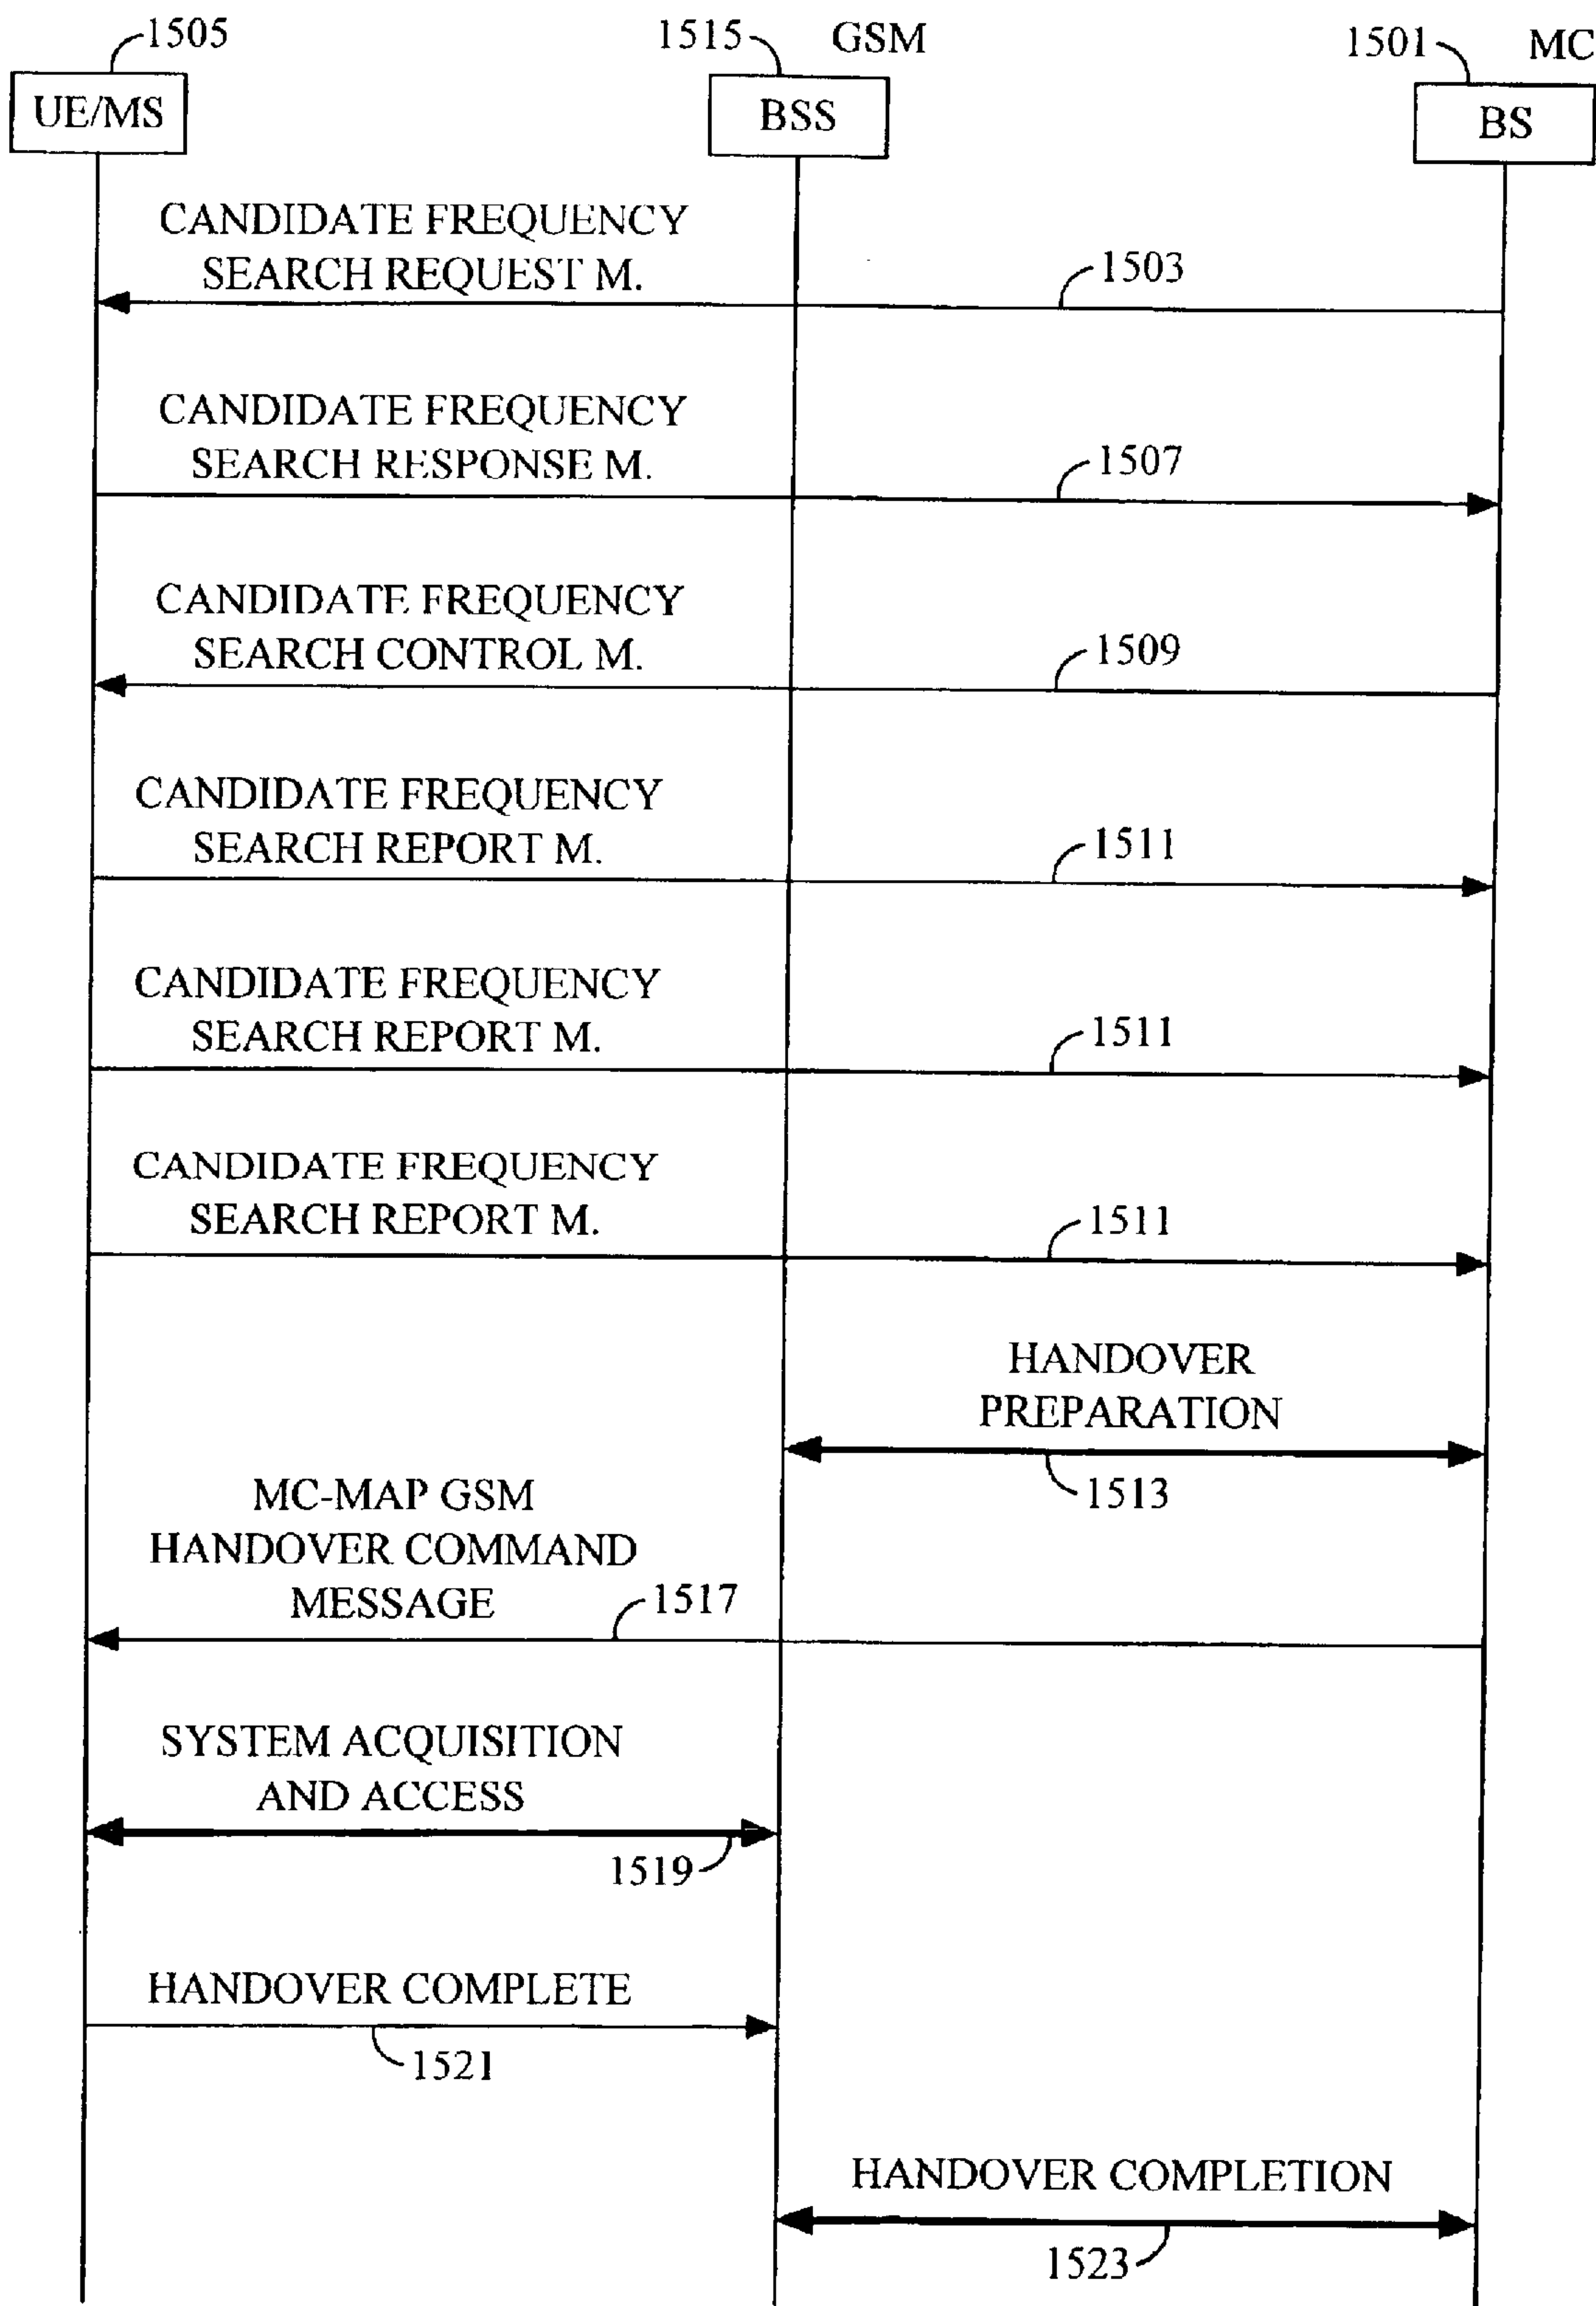 1505
1515 GSM
1501 MC
UE/MS
BSS
BS
CANDIDATE FREQUENCY
SEARCH REQUEST M.
1503
CANDIDATE FREQUENCY
SEARCH RESPONSE M.
1507
CANDIDATE FREQUENCY
SEARCH CONTROL M.
1509
CANDIDATE FREQUENCY
SEARCH REPORT M.
1511
CANDIDATE FREQUENCY
SEARCH REPORT M.
1511
CANDIDATE FREQUENCY
SEARCH REPORT M.
1511
HANDOVER
PREPARATION
1513
MC-MAP GSM
HANDOVER COMMAND
MESSAGE
1517
SYSTEM ACQUISITION
AND ACCESS
1519
HANDOVER COMPLETE
1521
HANDOVER COMPLETION
1523